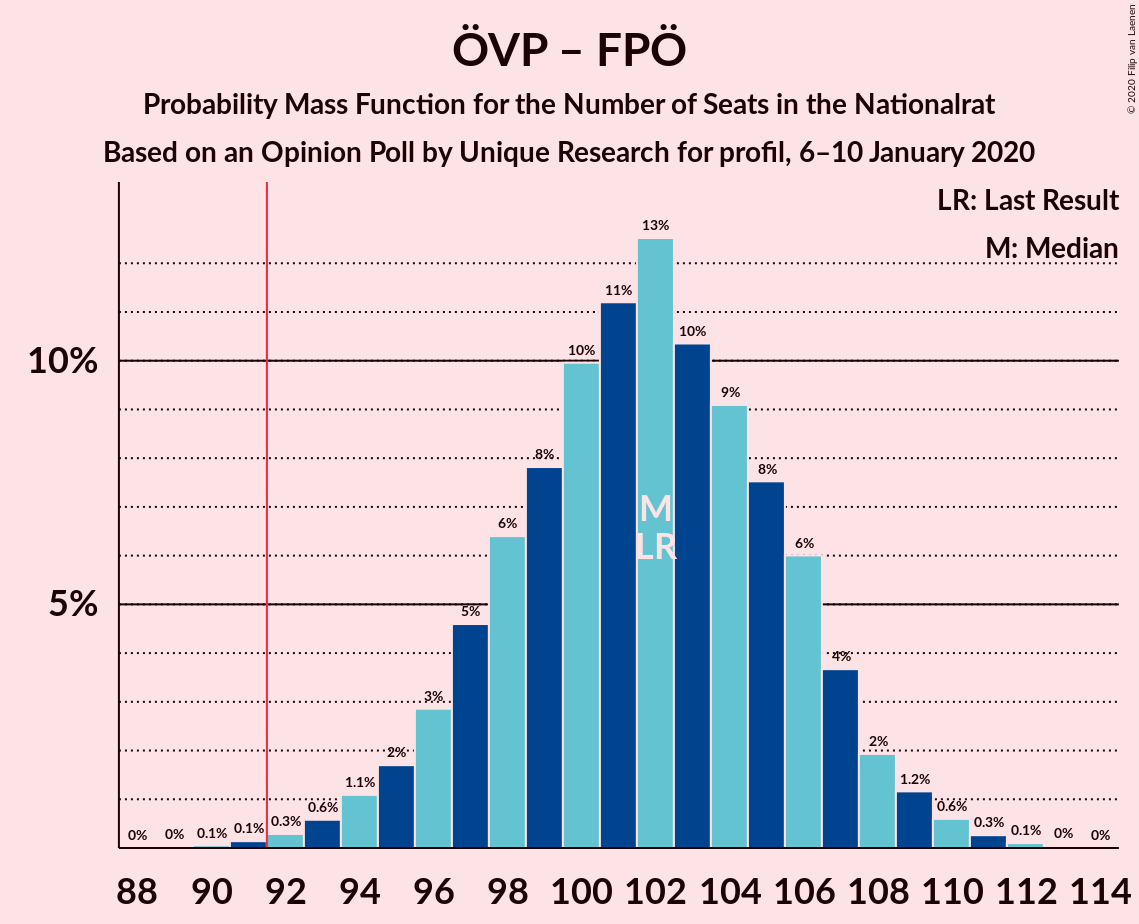 ÖVP – FPÖ
Probability Mass Function for the Number of Seats in the Nationalrat
Based on an Opinion Poll by Unique Research for profil, 6–10 January 2020
© 2020 Filip van Laenen
LR: Last Result
M: Median
10%
5%
0% 0% 0.1% 0.1% 0.3% 0.6% 1.1% 2% 3% 5% 6% 8% 10% 11% 13% 10% 9% 8% 6% 4% 2% 1.2% 0.6% 0.3% 0.1% 0% 0%
M
LR
88 90 92 94 96 98 100 102 104 106 108 110 112 114